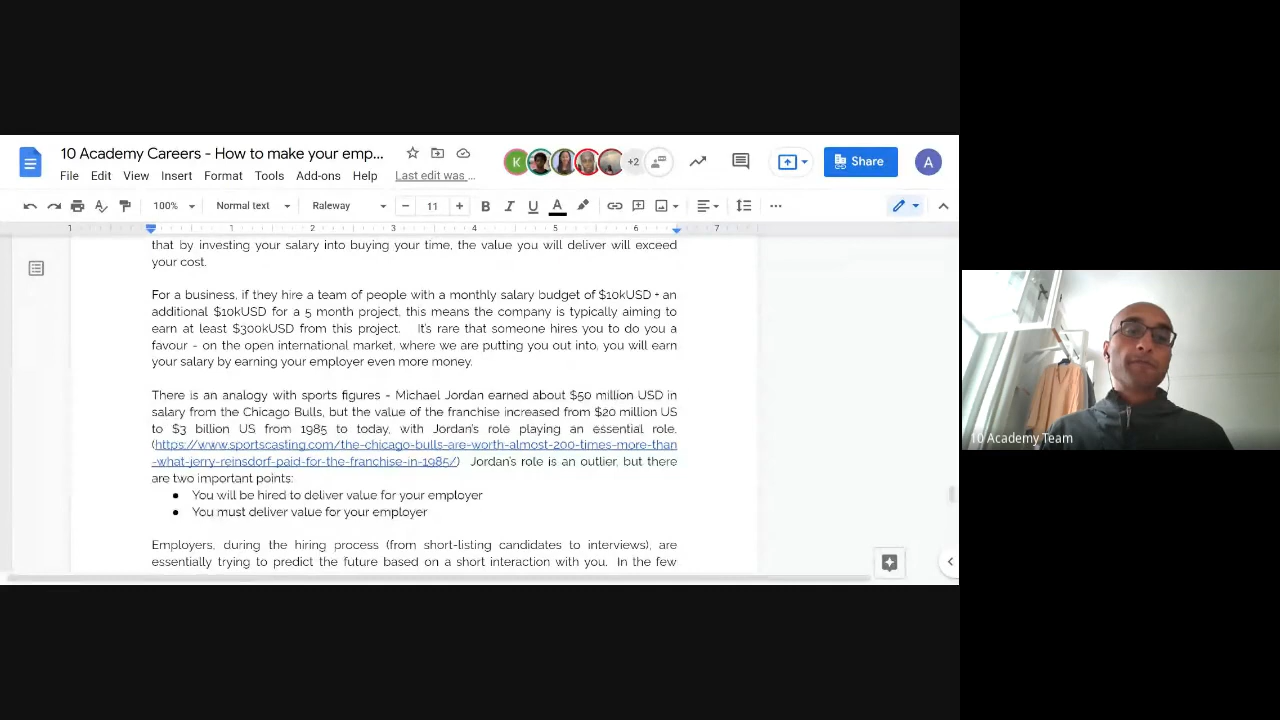 10 Academy Careers - How to make your emp...
K
+2
Share
A
File Edit View Insert Format Tools Add-ons Help Last edit was ...
100% Normal text Raleway 11 B I U A
1 1 2 3 4 5 6 7
that by investing your salary into buying your time, the value you will deliver will exceed
your cost.
For a business, if they hire a team of people with a monthly salary budget of $10kUSD + an
additional $10kUSD for a 5 month project, this means the company is typically aiming to
earn at least $300kUSD from this project. It's rare that someone hires you to do you a
favour - on the open international market, where we are putting you out into, you will earn
your salary by earning your employer even more money.
There is an analogy with sports figures - Michael Jordan earned about $50 million USD in
salary from the Chicago Bulls, but the value of the franchise increased from $20 million US
to $3 billion US from 1985 to today, with Jordan's role playing an essential role.
(https://www.sportscasting.com/the-chicago-bulls-are-worth-almost-200-times-more-than
-what-jerry-reinsdorf-paid-for-the-franchise-in-1985/) Jordan's role is an outlier, but there
are two important points:
● You will be hired to deliver value for your employer
● You must deliver value for your employer
Employers, during the hiring process (from short-listing candidates to interviews), are
essentially trying to predict the future based on a short interaction with you. In the few
10 Academy Team